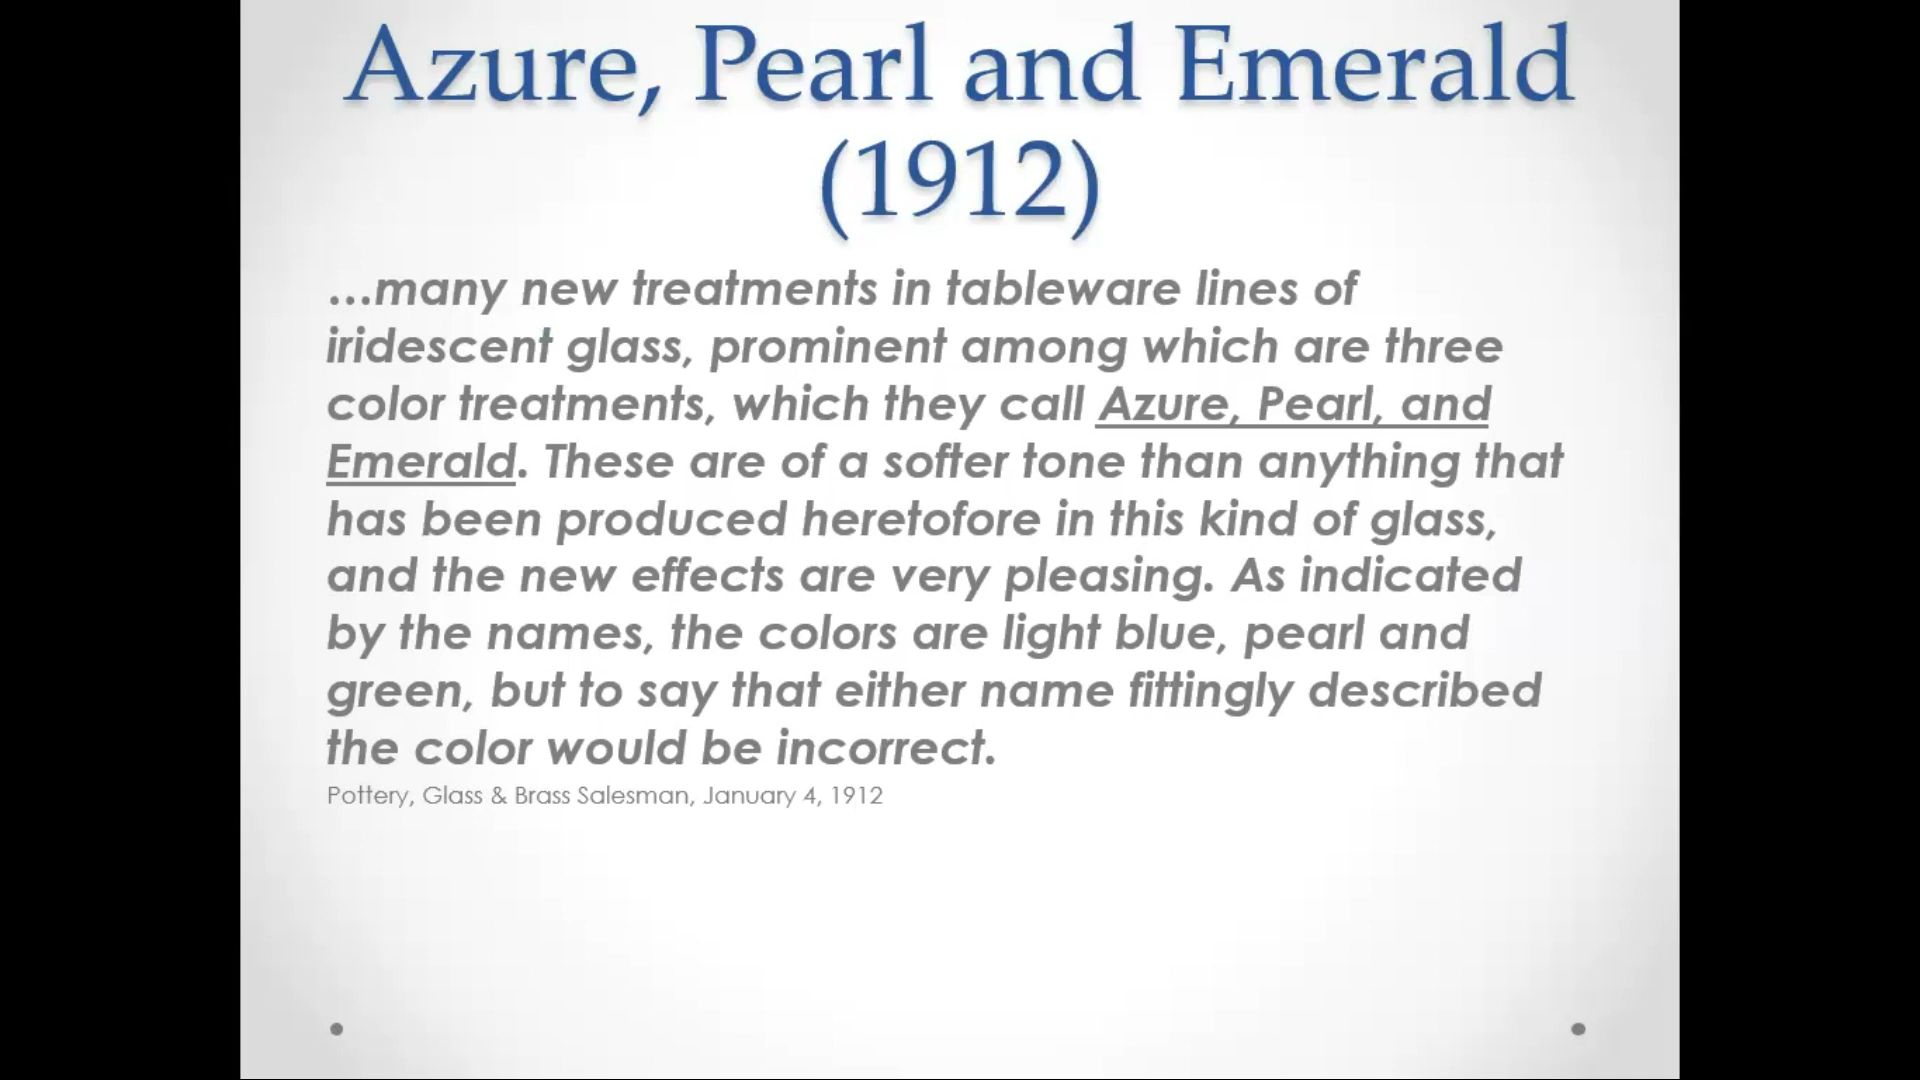 Azure, Pearl and Emerald
(1912)
...many new treatments in tableware lines of
iridescent glass, prominent among which are three
color treatments, which they call Azure, Pearl, and
Emerald. These are of a softer tone than anything that
has been produced heretofore in this kind of glass,
and the new effects are very pleasing. As indicated
by the names, the colors are light blue, pearl and
green, but to say that either name fittingly described
the color would be incorrect.
Pottery, Glass & Brass Salesman, January 4, 1912